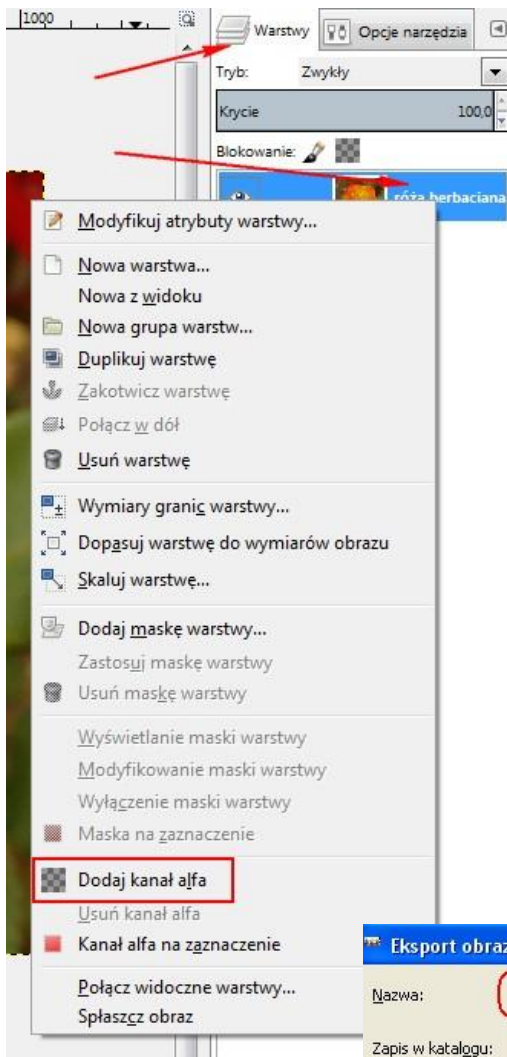 1000
Warstwy Opcje narzędzia
Tryb: Zwykły
Krycie 100,0
Blokowanie:
róża herbaciana
Modyfikuj atrybuty warstwy...
Nowa warstwa...
Nowa z widoku
Nowa grupa warstw...
Duplikuj warstwę
Zakotwicz warstwę
Połącz w dół
Usuń warstwę
Wymiary granic warstwy...
Dopasuj warstwę do wymiarów obrazu
Skaluj warstwę...
Dodaj maskę warstwy...
Zastosuj maskę warstwy
Usuń maskę warstwy
Wyświetlanie maski warstwy
Modyfikowanie maski warstwy
Wyłączenie maski warstwy
Maska na zaznaczenie
Dodaj kanał alfa
Usuń kanał alfa
Kanał alfa na zaznaczenie
Połącz widoczne warstwy...
Spłaszcz obraz
Eksport obraz
Nazwa:
Zapis w katalogu: